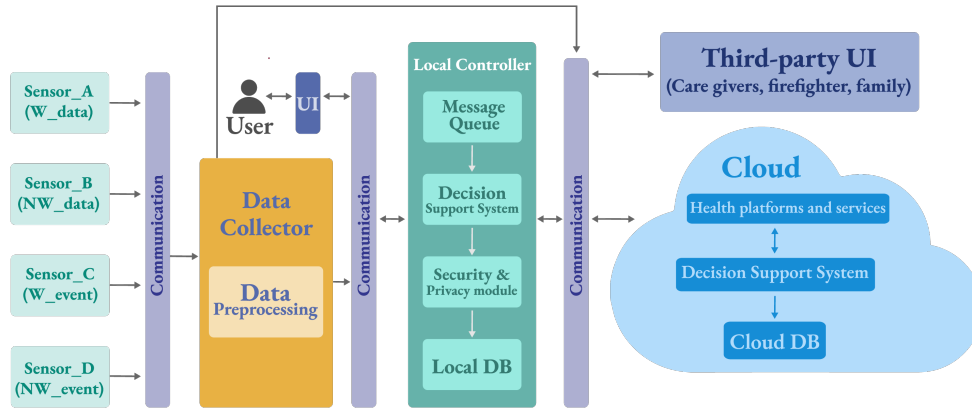 Sensor_A
(W_data)
Sensor_B
(NW_data)
Sensor_C
(W_event)
Sensor_D
(NW_event)
Communication
User
UI
Data
Collector
Data
Preprocessing
Communication
Local Controller
Message
Queue
Decision
Support System
Security &
Privacy module
Local DB
Communication
Third-party UI
(Care givers, firefighter, family)
Cloud
Health platforms and services
Decision Support System
Cloud DB